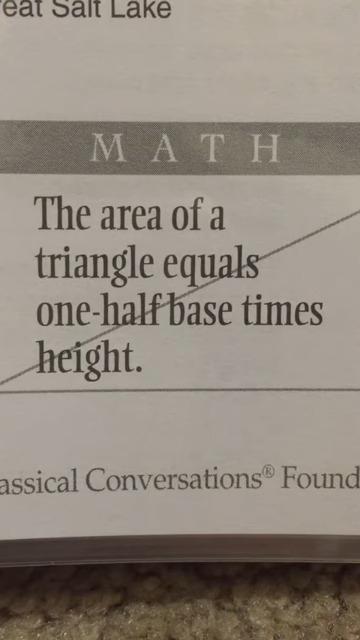 eat Salt Lake
MATH
The area of a
triangle equals
one-half base times
height.
assical Conversations® Found